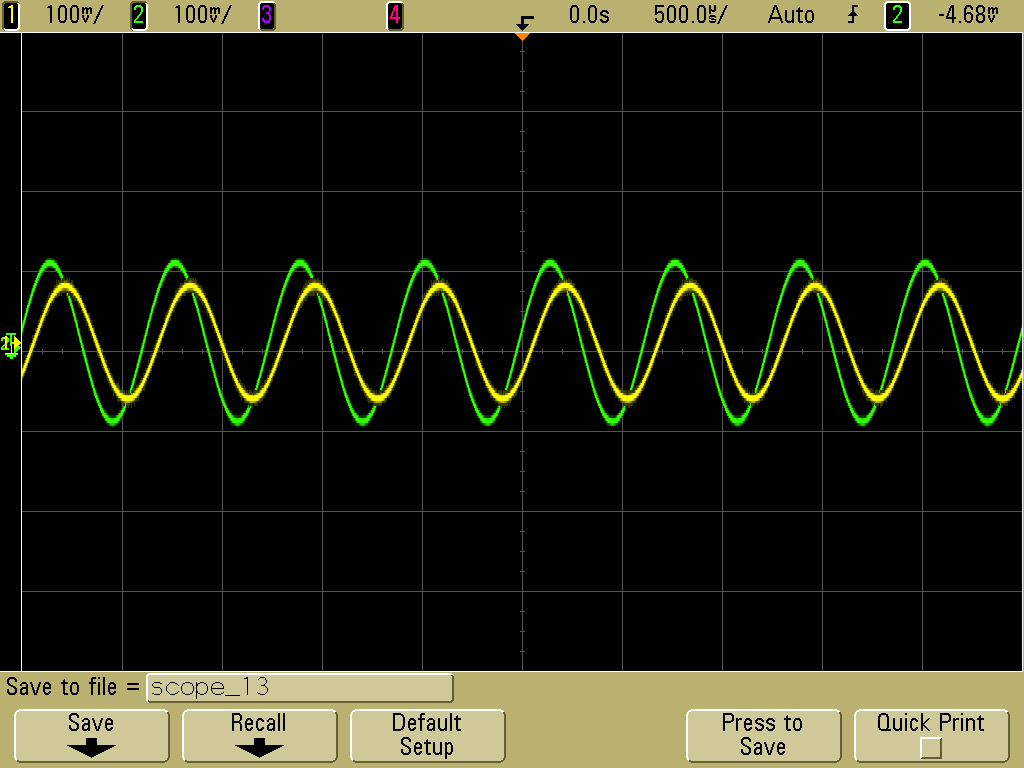 1 100mV/ 2 100mV/ 3 4 0.0s 500.0µs/ Auto 2 -4.68mV
Save to file = scope_13
Save Recall Default Setup Press to Save Quick Print